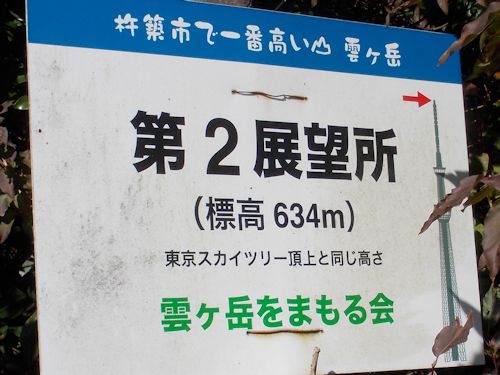 杵築市で一番高い山 雲ヶ岳
第2展望所
(標高 634m)
東京スカイツリー頂上と同じ高さ
雲ヶ岳をまもる会